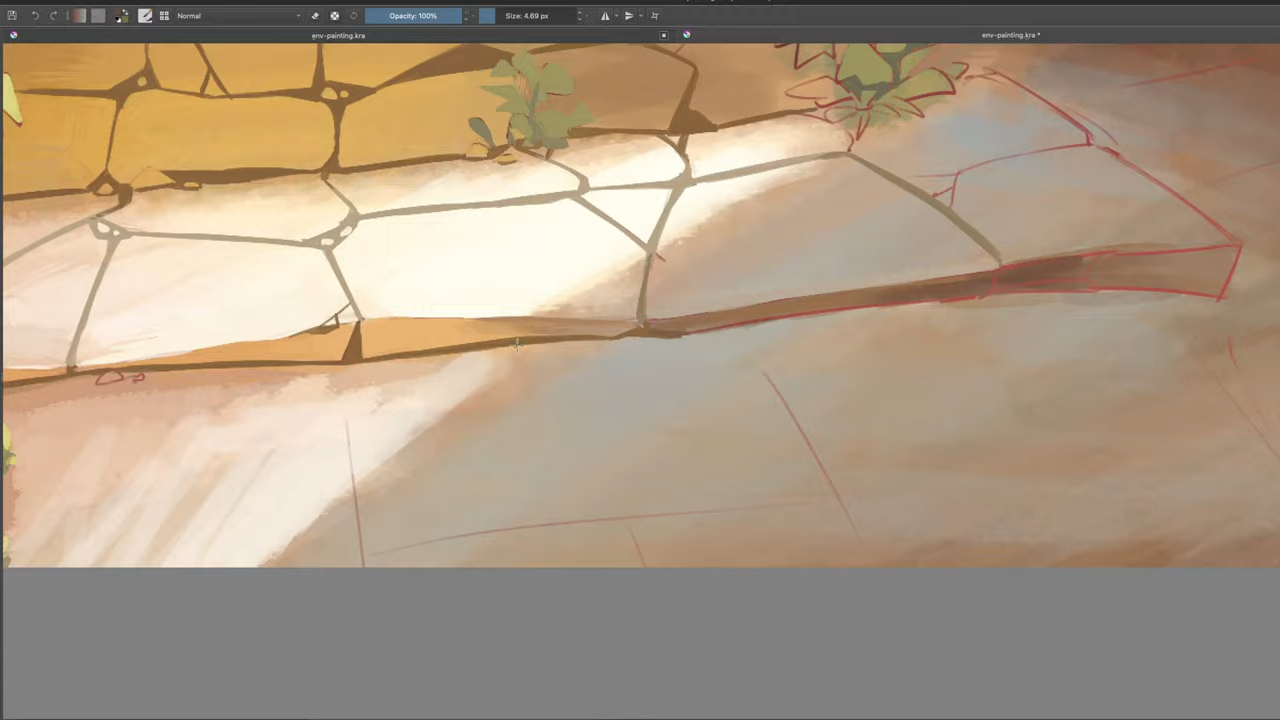 Normal
Opacity: 100%
Size: 4.69 px
env-painting.kra
env-painting.kra *